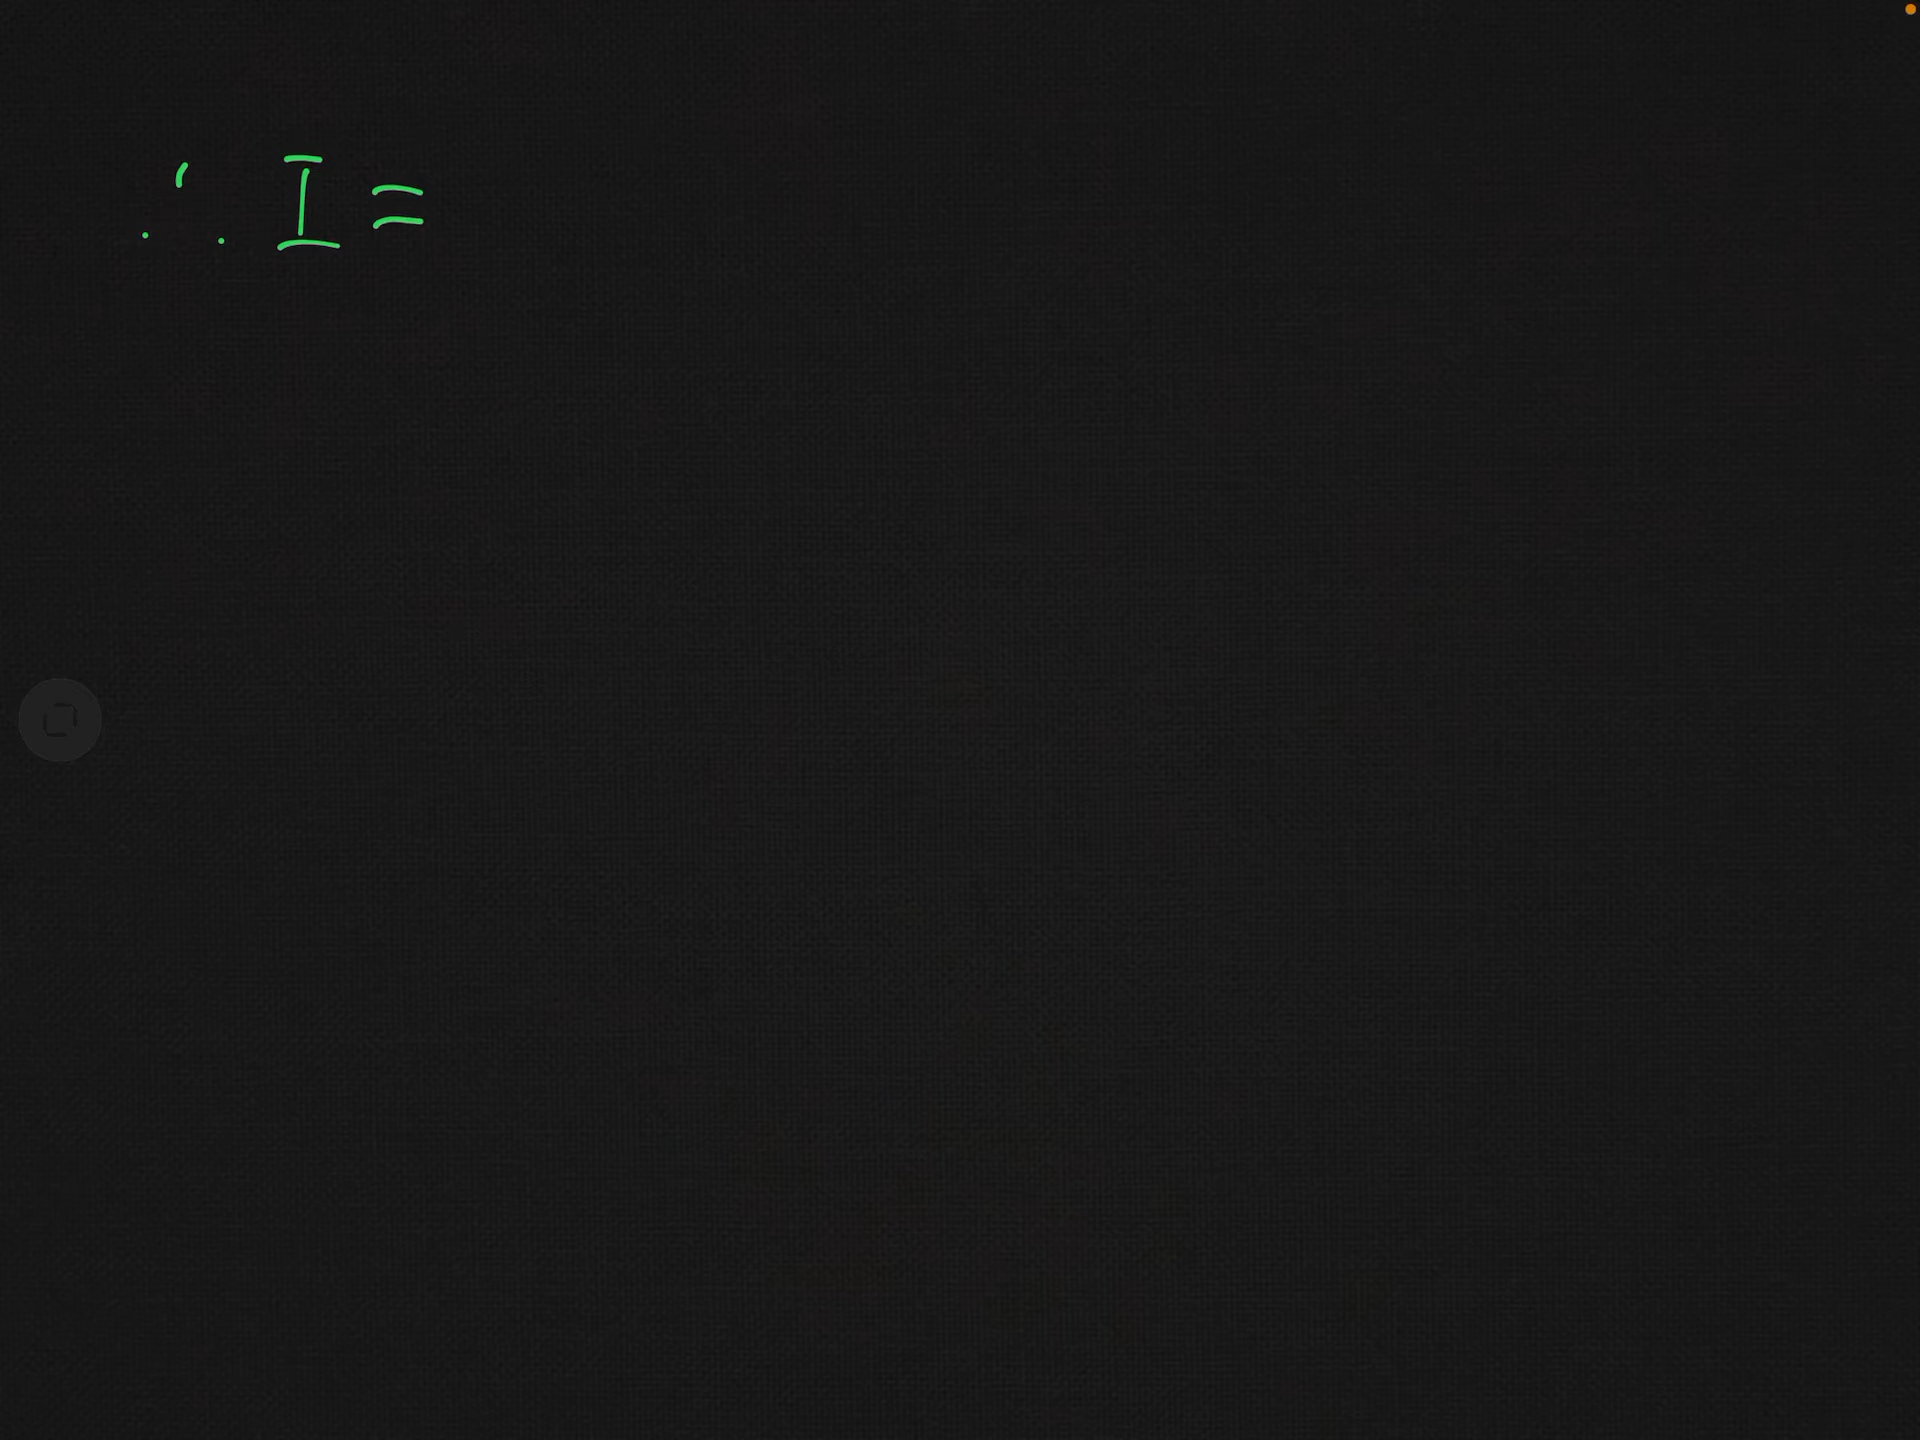 ∴ I =